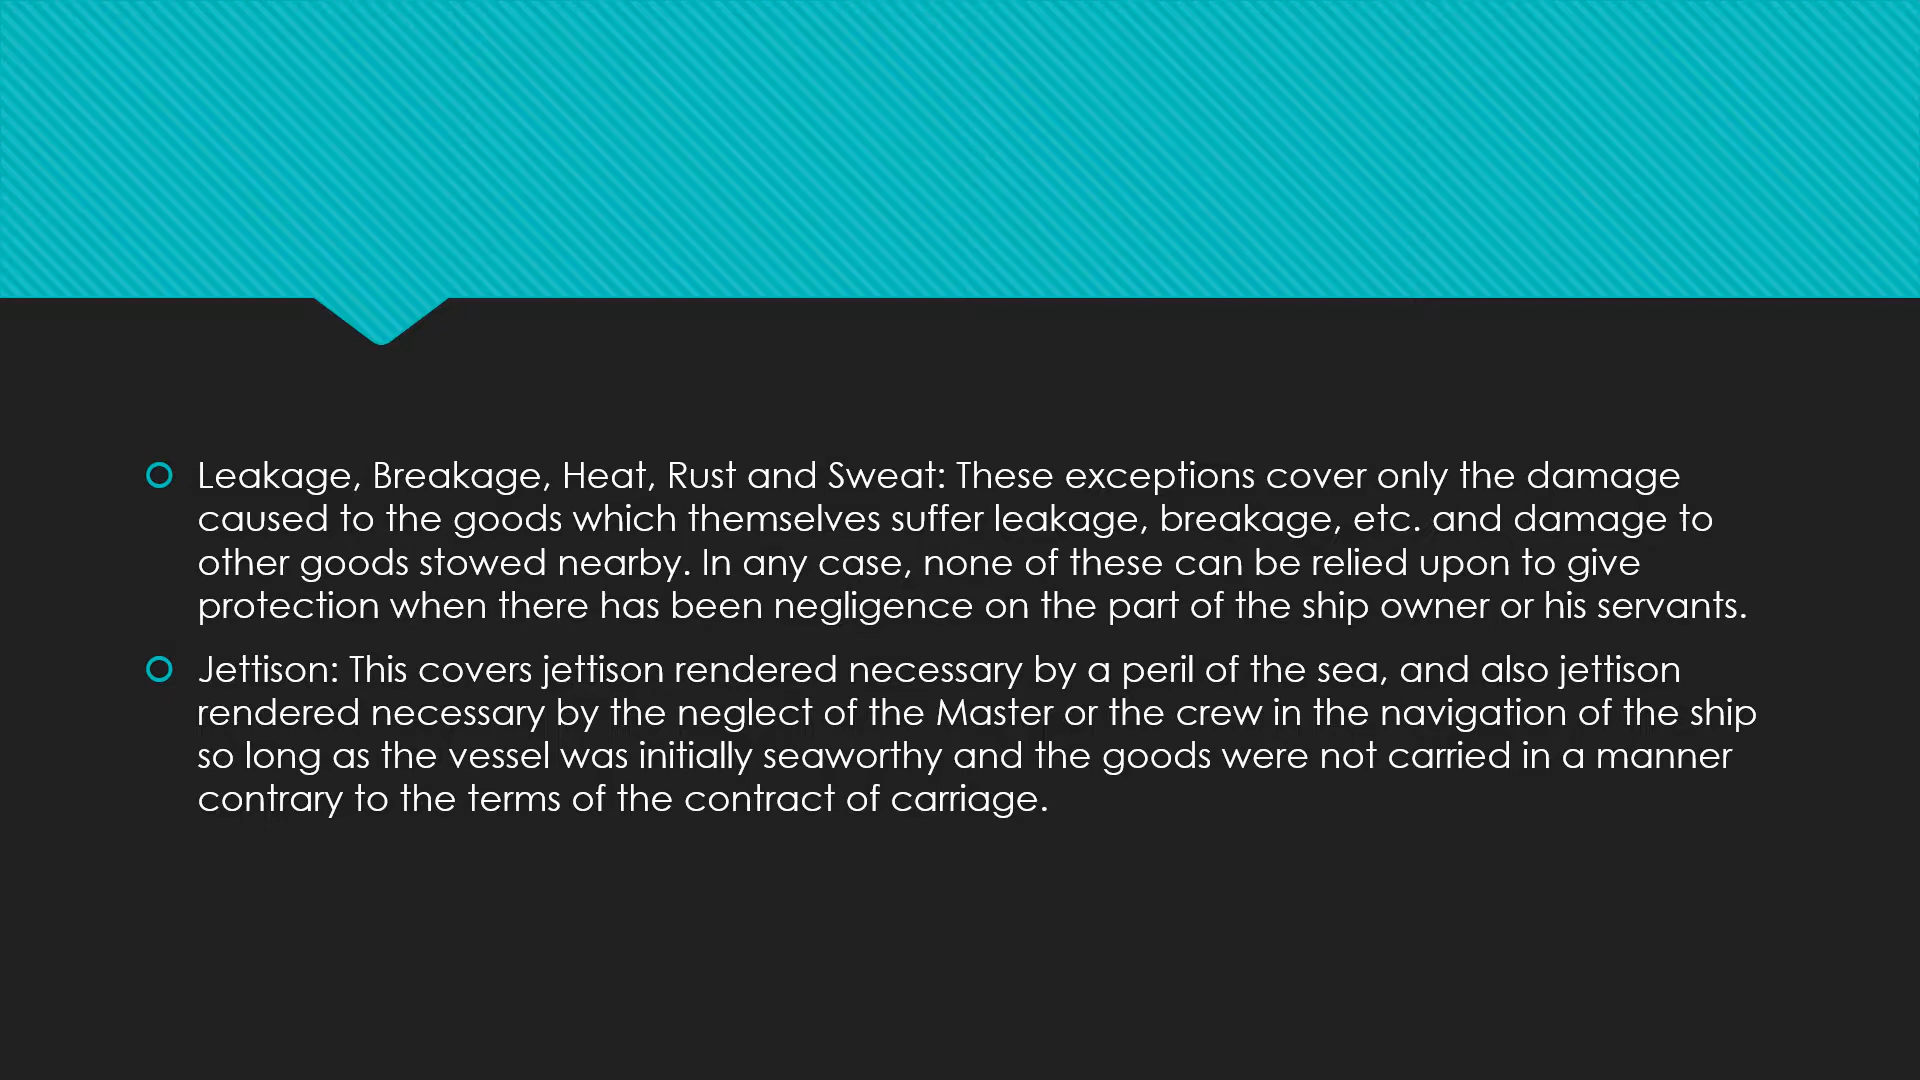 Leakage, Breakage, Heat, Rust and Sweat: These exceptions cover only the damage
caused to the goods which themselves suffer leakage, breakage, etc. and damage to
other goods stowed nearby. In any case, none of these can be relied upon to give
protection when there has been negligence on the part of the ship owner or his servants.
Jettison: This covers jettison rendered necessary by a peril of the sea, and also jettison
rendered necessary by the neglect of the Master or the crew in the navigation of the ship
so long as the vessel was initially seaworthy and the goods were not carried in a manner
contrary to the terms of the contract of carriage.